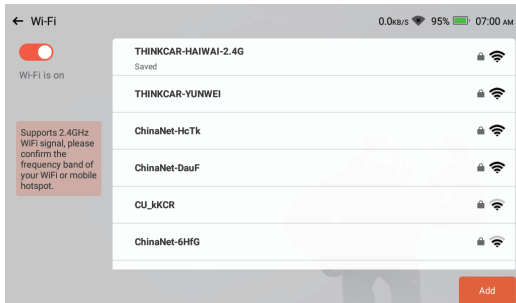 Wi-Fi
0.0KB/S 95% 07:00 AM
Wi-Fi is on
Supports 2.4GHz
WiFi signal, please
confirm the
frequency band of
your WiFi or mobile
hotspot.
THINKCAR-HAIWAI-2.4G
Saved
THINKCAR-YUNWEI
ChinaNet-HcTk
ChinaNet-DauF
CU_kKCR
ChinaNet-6HfG
Add